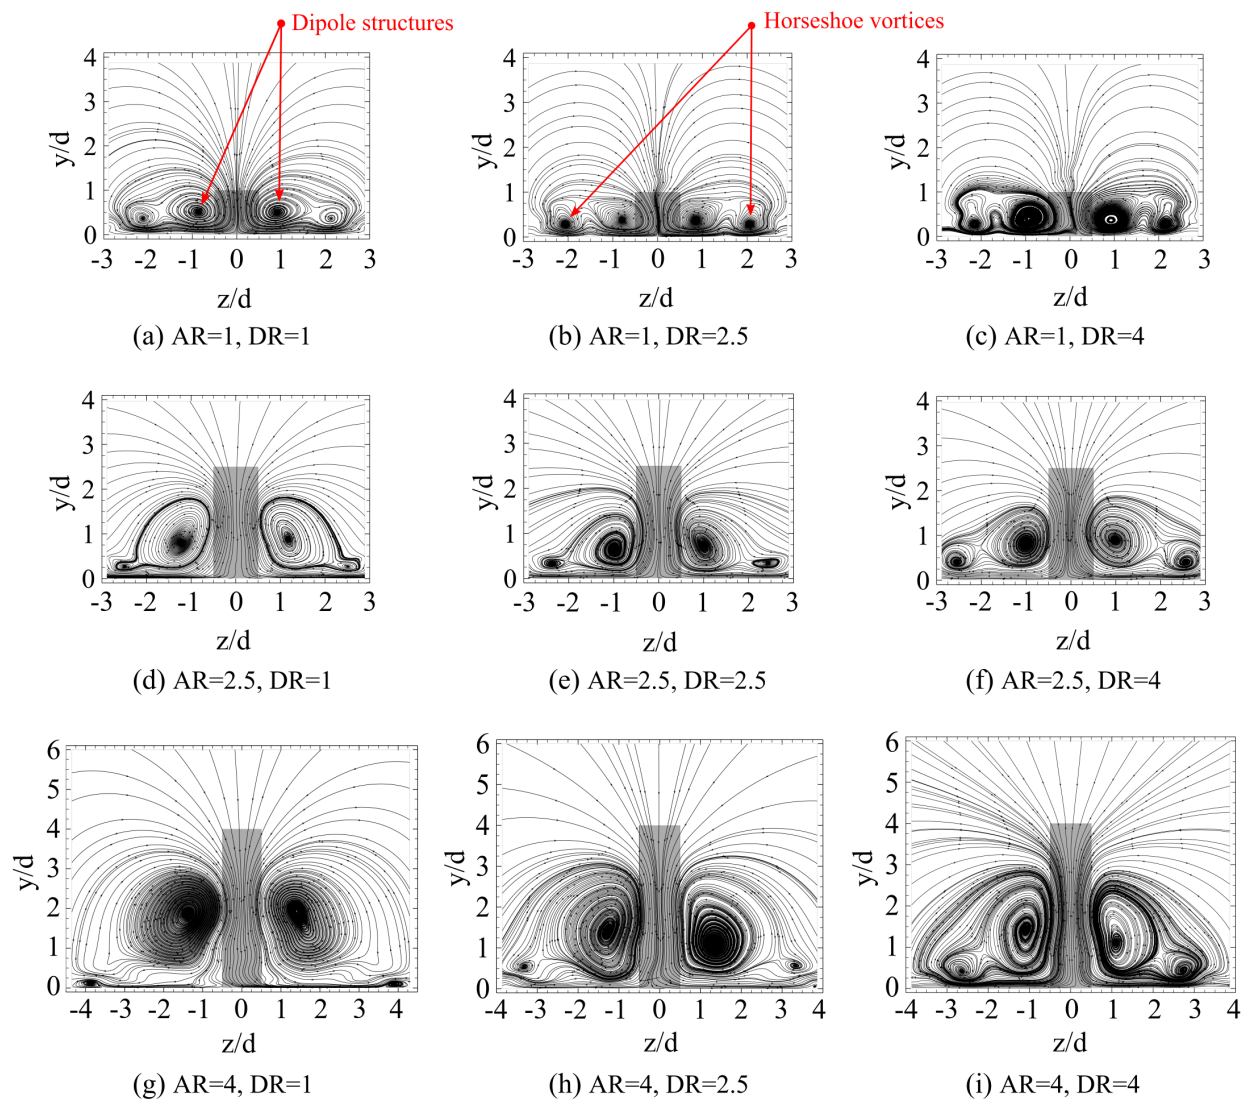 Dipole structures
Horseshoe vortices
y/d
4
3
2
1
0
-3 -2 -1 0 1 2 3
z/d
(a) AR=1, DR=1
y/d
4
3
2
1
0
-3 -2 -1 0 1 2 3
z/d
(b) AR=1, DR=2.5
y/d
4
3
2
1
0
-3 -2 -1 0 1 2 3
z/d
(c) AR=1, DR=4
y/d
4
3
2
1
0
-3 -2 -1 0 1 2 3
z/d
(d) AR=2.5, DR=1
y/d
4
3
2
1
0
-3 -2 -1 0 1 2 3
z/d
(e) AR=2.5, DR=2.5
y/d
4
3
2
1
0
-3 -2 -1 0 1 2 3
z/d
(f) AR=2.5, DR=4
y/d
6
5
4
3
2
1
0
-4 -3 -2 -1 0 1 2 3 4
z/d
(g) AR=4, DR=1
y/d
6
5
4
3
2
1
0
-4 -3 -2 -1 0 1 2 3 4
z/d
(h) AR=4, DR=2.5
y/d
6
5
4
3
2
1
0
-4 -3 -2 -1 0 1 2 3 4
z/d
(i) AR=4, DR=4